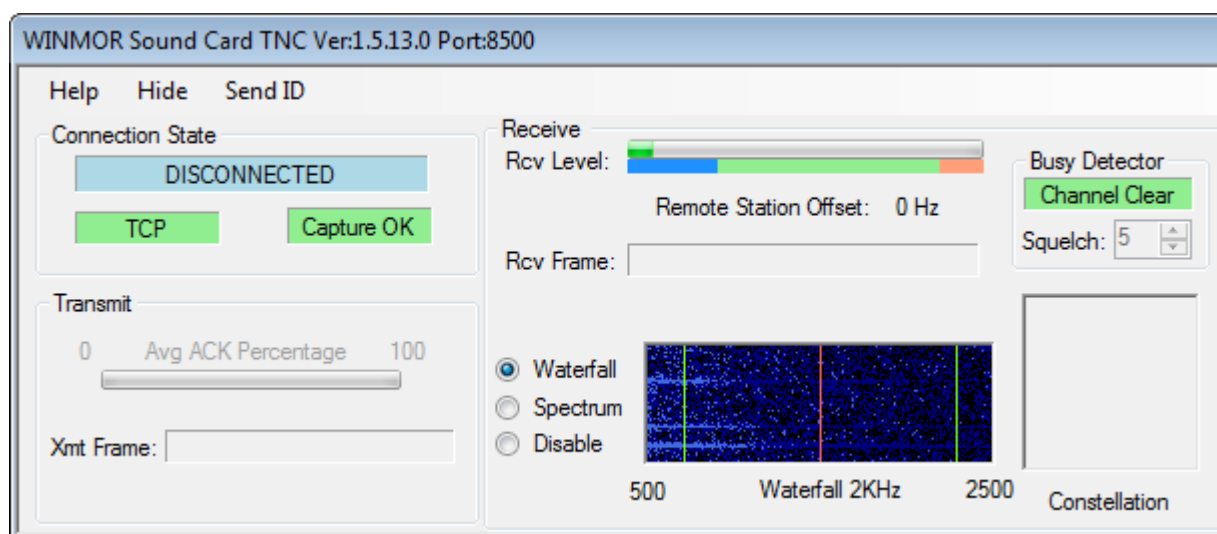 WINMOR Sound Card TNC Ver:1.5.13.0 Port:8500
Help Hide Send ID
Connection State
DISCONNECTED
TCP Capture OK
Transmit
0 Avg ACK Percentage 100
Xmt Frame:
Receive
Rcv Level:
Remote Station Offset: 0 Hz
Rcv Frame:
Waterfall
Spectrum
Disable
500 Waterfall 2KHz 2500
Busy Detector
Channel Clear
Squelch: 5
Constellation